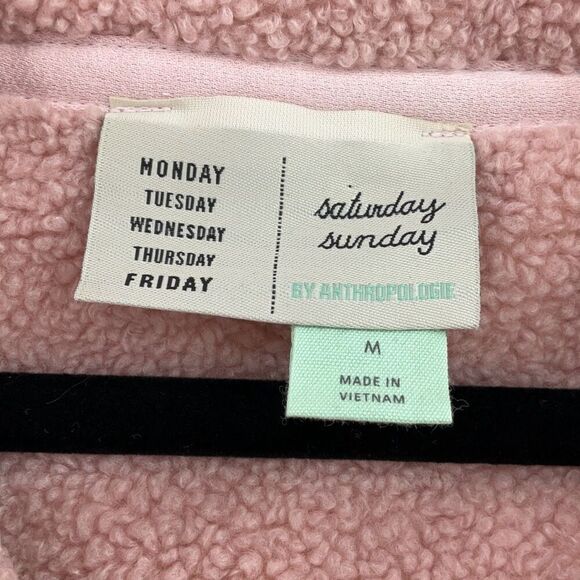 MONDAY
TUESDAY
WEDNESDAY
THURSDAY
FRIDAY
saturday
sunday
BY ANTHROPOLOGIE
M
MADE IN
VIETNAM